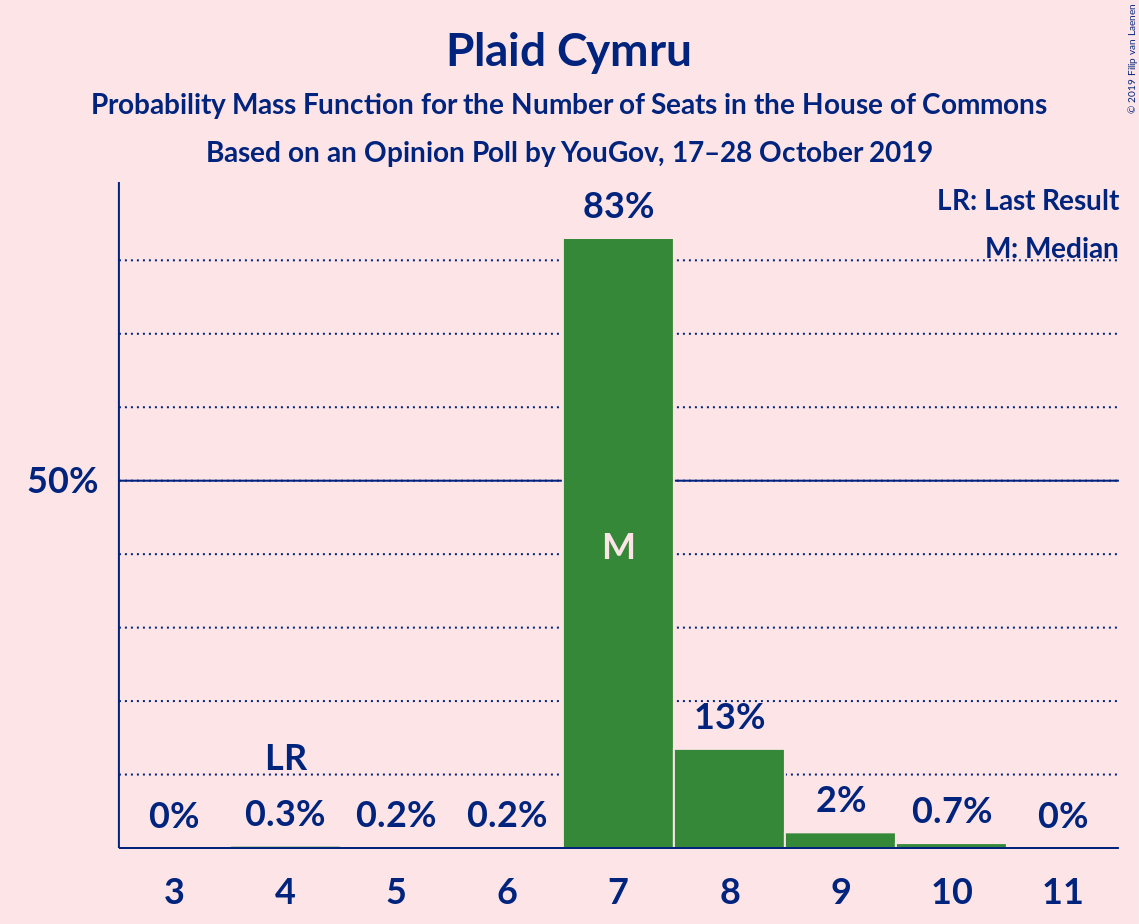 Plaid Cymru
Probability Mass Function for the Number of Seats in the House of Commons
Based on an Opinion Poll by YouGov, 17–28 October 2019
© 2019 Filip van Laenen
LR: Last Result
M: Median
83%
50%
M
13%
LR
0%
0.3%
0.2%
0.2%
2%
0.7%
0%
3
4
5
6
7
8
9
10
11